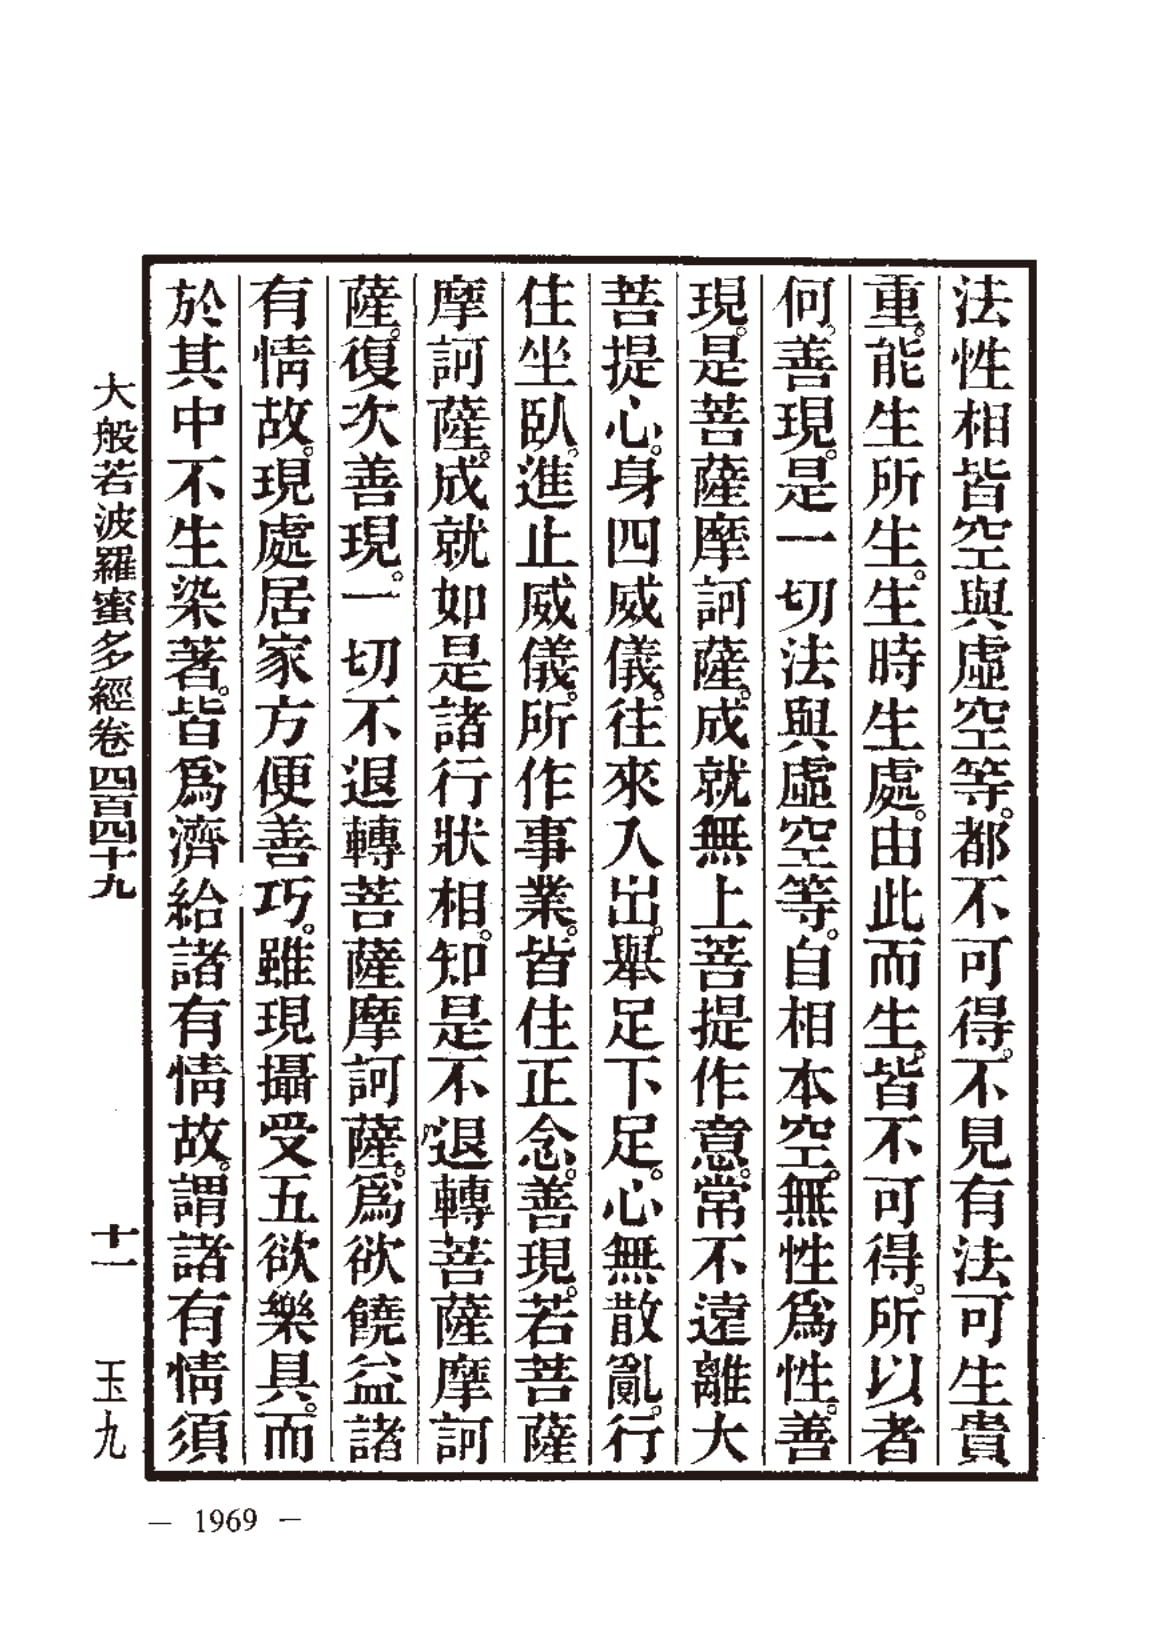 法性相皆空與虛空等。都不可得。不見有法可生貴
重。能生所生。生時生處。由此而生。皆不可得。所以者
何。善現。是一切法與虛空等。自相本空。無性爲性。善
現。是菩薩摩訶薩。成就無上菩提作意。常不遠離大
菩提心。身四威儀。往來入出。舉足下足。心無散亂。行
住坐臥。進止威儀。所作事業。皆住正念。善現。若菩薩
摩訶薩。成就如是諸行狀相。知是不退轉菩薩摩訶
薩。復次善現。一切不退轉菩薩摩訶薩。爲欲饒益諸
有情故。現處居家方便善巧。雖現攝受五欲樂具。而
於其中不生染著。皆爲濟給諸有情故。謂諸有情須
大般若波羅蜜多經卷四百四十九 十一 玉九
— 1969 —